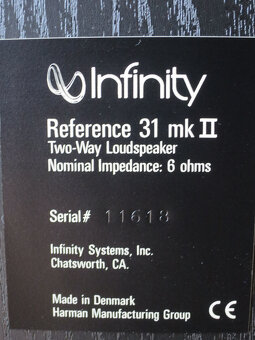 Infinity
Reference 31 mk II
Two-Way Loudspeaker
Nominal Impedance: 6 ohms
Serial# 11618
Infinity Systems, Inc.
Chatsworth, CA.
Made in Denmark
Harman Manufacturing Group CE